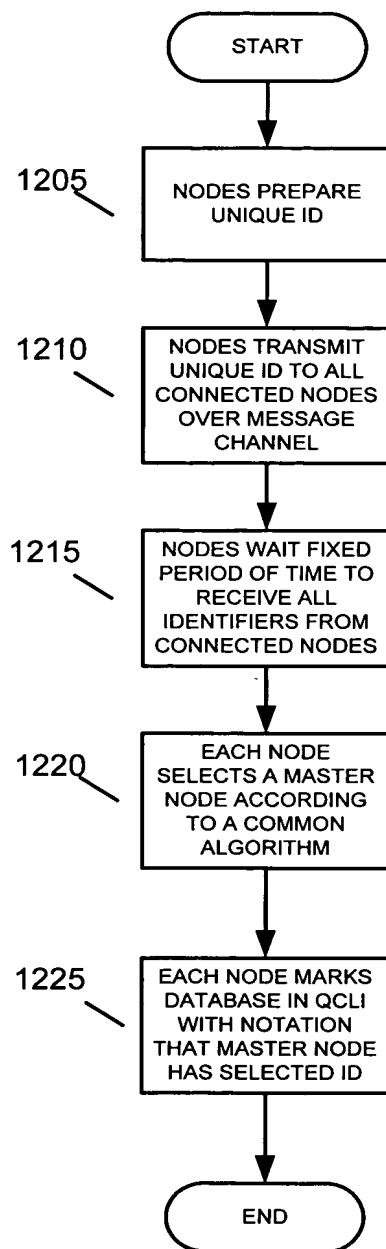 START
1205
NODES PREPARE
UNIQUE ID
1210
NODES TRANSMIT
UNIQUE ID TO ALL
CONNECTED NODES
OVER MESSAGE
CHANNEL
1215
NODES WAIT FIXED
PERIOD OF TIME TO
RECEIVE ALL
IDENTIFIERS FROM
CONNECTED NODES
1220
EACH NODE
SELECTS A MASTER
NODE ACCORDING
TO A COMMON
ALGORITHM
1225
EACH NODE MARKS
DATABASE IN QCLI
WITH NOTATION
THAT MASTER NODE
HAS SELECTED ID
END